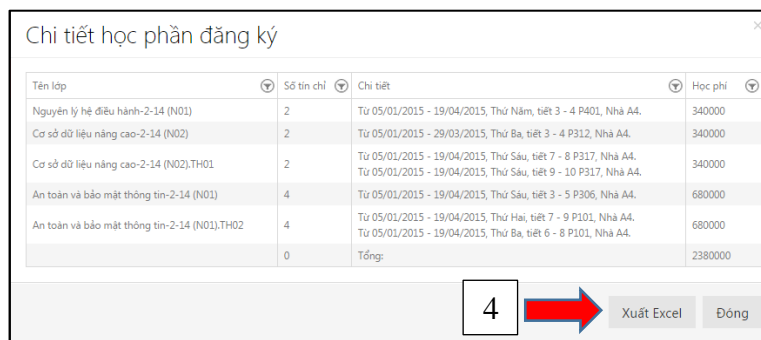 Chi tiết học phần đăng ký
Tên lớp Số tín chỉ Chi tiết Học phí
Nguyên lý hệ điều hành-2-14 (N01) 2 Từ 05/01/2015 - 19/04/2015, Thứ Năm, tiết 3 - 4 P401, Nhà A4. 340000
Cơ sở dữ liệu nâng cao-2-14 (N02) 2 Từ 05/01/2015 - 29/03/2015, Thứ Ba, tiết 3 - 4 P312, Nhà A4. 340000
Cơ sở dữ liệu nâng cao-2-14 (N02).TH01 2 Từ 05/01/2015 - 19/04/2015, Thứ Sáu, tiết 7 - 8 P317, Nhà A4. 340000
Từ 05/01/2015 - 19/04/2015, Thứ Sáu, tiết 9 - 10 P317, Nhà A4.
An toàn và bảo mật thông tin-2-14 (N01) 4 Từ 05/01/2015 - 19/04/2015, Thứ Sáu, tiết 3 - 5 P306, Nhà A4. 680000
An toàn và bảo mật thông tin-2-14 (N01).TH02 4 Từ 05/01/2015 - 19/04/2015, Thứ Hai, tiết 7 - 9 P101, Nhà A4. 680000
Từ 05/01/2015 - 19/04/2015, Thứ Ba, tiết 6 - 8 P101, Nhà A4.
0 Tổng: 2380000
4 Xuất Excel Đóng